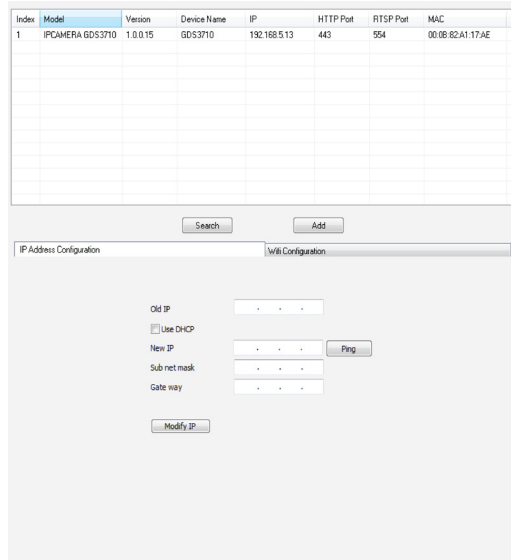 Index Model Version Device Name IP HTTP Port RTSP Port MAC
1 IPCAMERA GDS3710 1.0.0.15 GDS3710 192.168.5.13 443 554 00:0B:82:A1:17:AE
Search Add
IP Address Configuration Wifi Configuration
Old IP . . .
Use DHCP
New IP . . . Ping
Sub net mask . . .
Gate way . . .
Modify IP